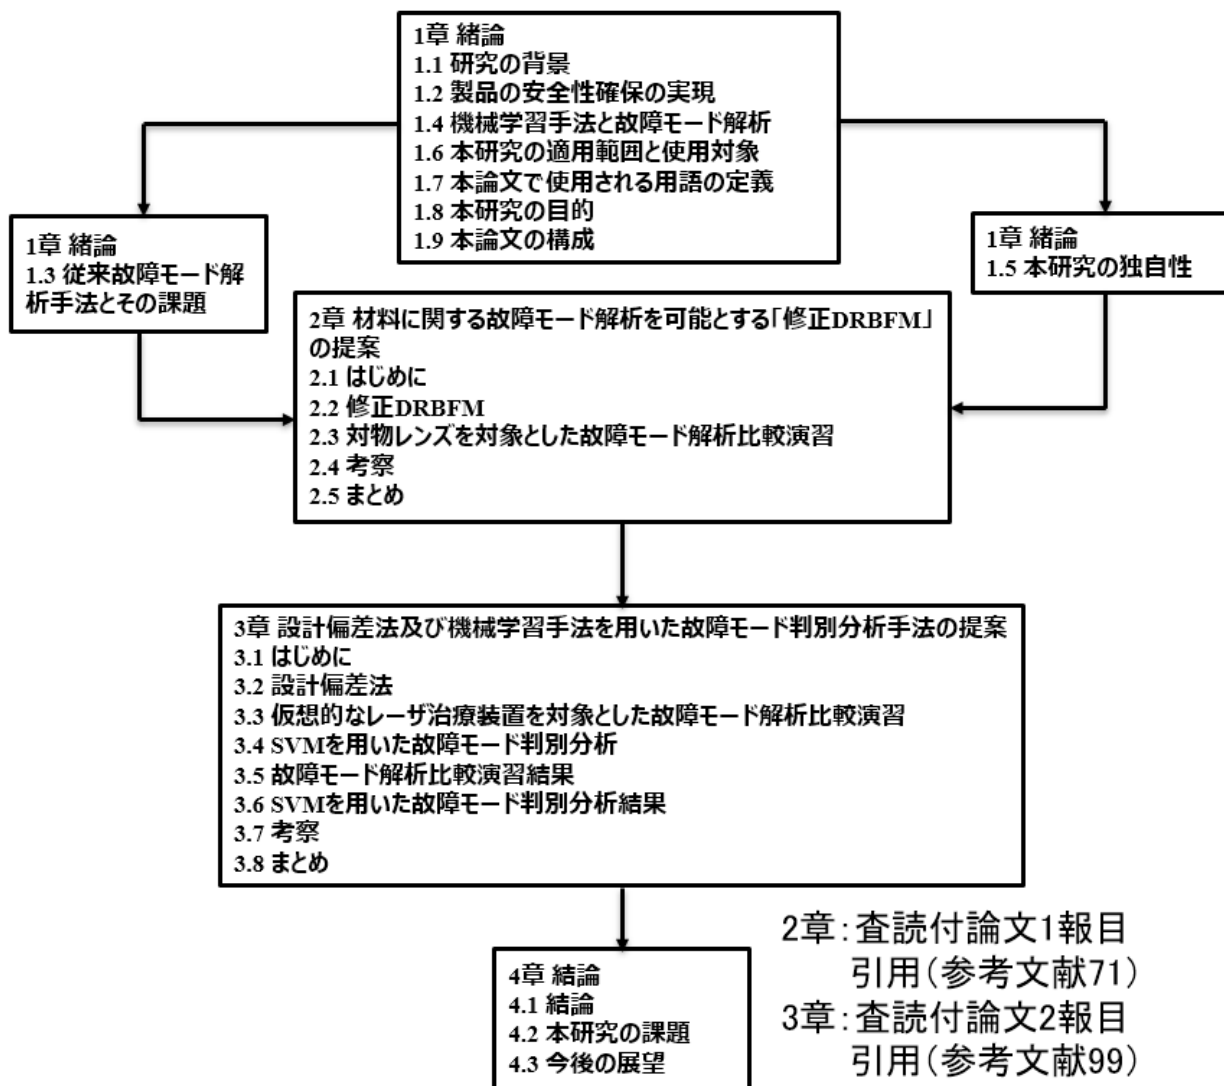 1章 緒論
1.1 研究の背景
1.2 製品の安全性確保の実現
1.4 機械学習手法と故障モード解析
1.6 本研究の適用範囲と使用対象
1.7 本論文で使用される用語の定義
1.8 本研究の目的
1.9 本論文の構成
1章 緒論
1.3 従来故障モード解
析手法とその課題
1章 緒論
1.5 本研究の独自性
2章 材料に関する故障モード解析を可能とする「修正DRBFM」
の提案
2.1 はじめに
2.2 修正DRBFM
2.3 対物レンズを対象とした故障モード解析比較演習
2.4 考察
2.5 まとめ
3章 設計偏差法及び機械学習手法を用いた故障モード判別分析手法の提案
3.1 はじめに
3.2 設計偏差法
3.3 仮想的なレーザ治療装置を対象とした故障モード解析比較演習
3.4 SVMを用いた故障モード判別分析
3.5 故障モード解析比較演習結果
3.6 SVMを用いた故障モード判別分析結果
3.7 考察
3.8 まとめ
4章 結論
4.1 結論
4.2 本研究の課題
4.3 今後の展望
2章：査読付論文1報目
引用（参考文献71）
3章：査読付論文2報目
引用（参考文献99）